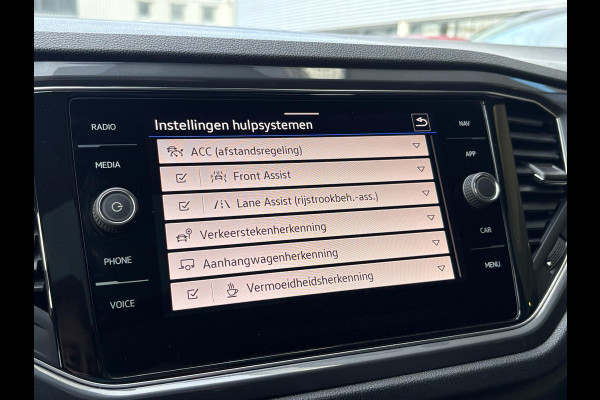 RADIO
MEDIA
PHONE
VOICE
Instellingen hulpsystemen
ACC (afstandsregeling)
Front Assist
Lane Assist (rijstrookbeh.-ass.)
Verkeerstekenherkenning
Aanhangwagenherkenning
Vermoeidheidsherkenning
NAV
APP
CAR
MENU